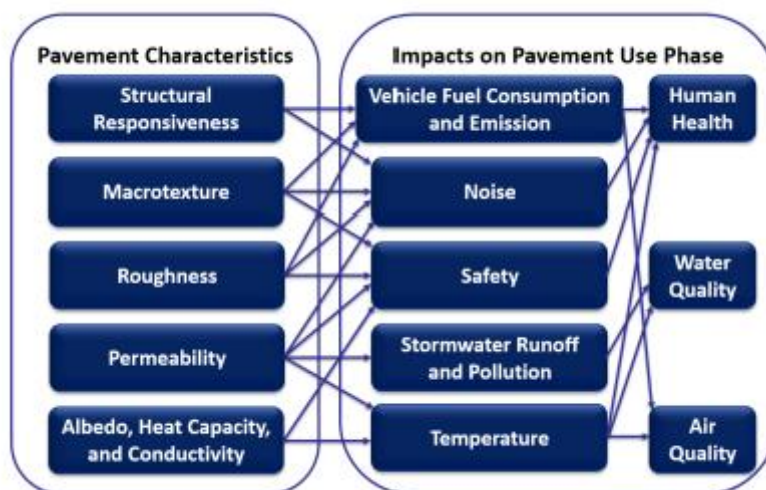 Pavement Characteristics
Structural
Responsiveness
Macrotexture
Roughness
Permeability
Albedo, Heat Capacity,
and Conductivity
Impacts on Pavement Use Phase
Vehicle Fuel Consumption
and Emission
Noise
Safety
Stormwater Runoff
and Pollution
Temperature
Human
Health
Water
Quality
Air
Quality